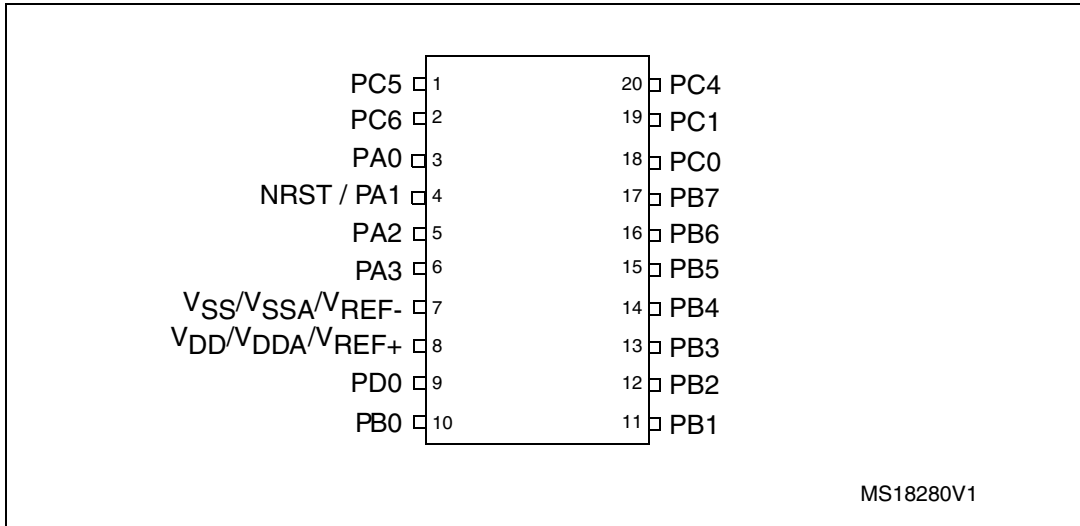 PC5 1 20 PC4
PC6 2 19 PC1
PA0 3 18 PC0
NRST / PA1 4 17 PB7
PA2 5 16 PB6
PA3 6 15 PB5
VSS/VSSA/VREF- 7 14 PB4
VDD/VDDA/VREF+ 8 13 PB3
PD0 9 12 PB2
PB0 10 11 PB1
MS18280V1